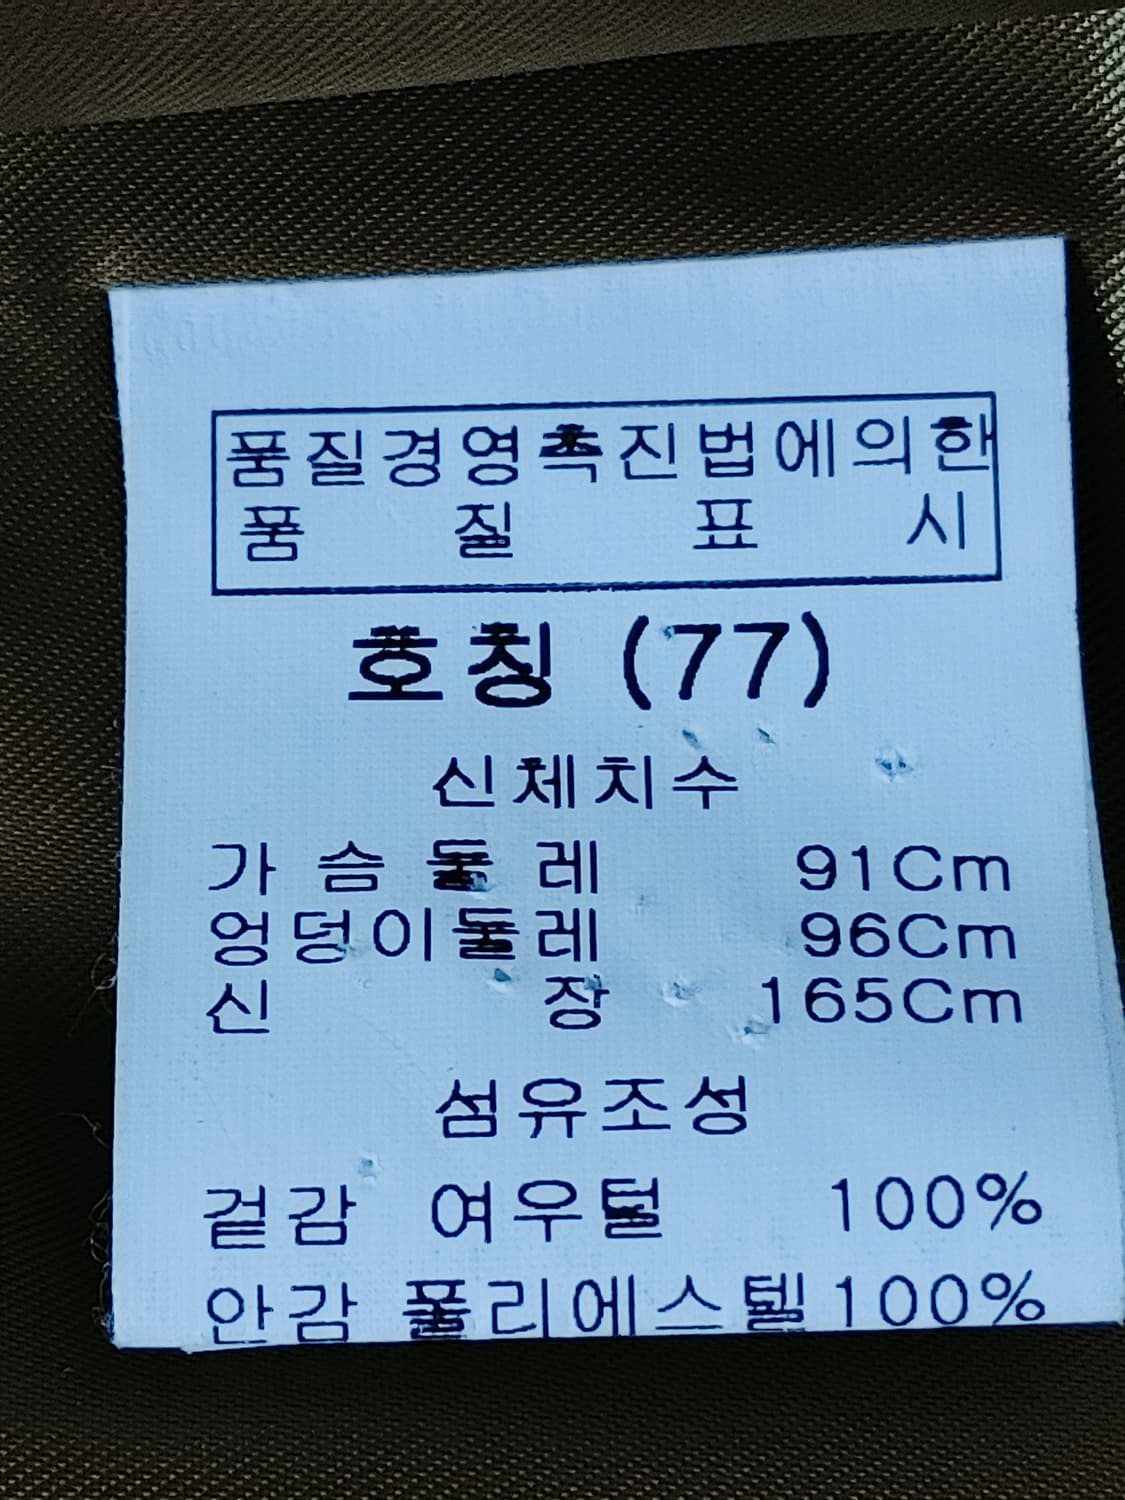 품질경영촉진법에의한
품 질 표 시
호칭 (77)
신체치수
가슴둘레 91Cm
엉덩이둘레 96Cm
신 장 165Cm
섬유조성
겉감 여우털 100%
안감 폴리에스텔 100%